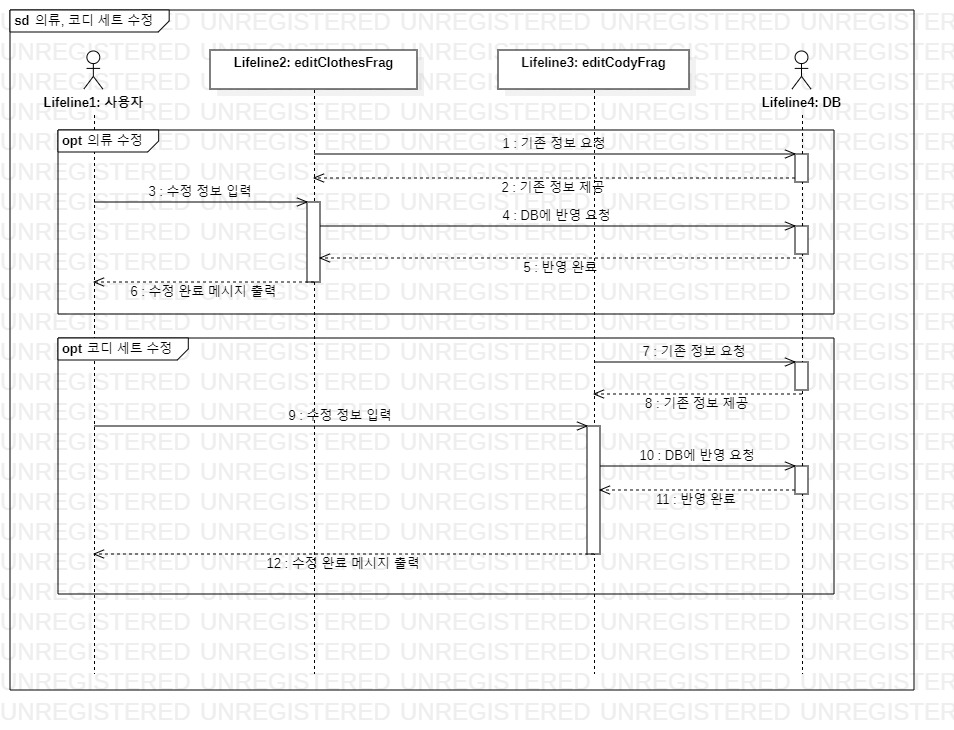 sd 의류, 코디 세트 수정
Lifeline1: 사용자
Lifeline2: editClothesFrag
Lifeline3: editCodyFrag
Lifeline4: DB
opt 의류 수정
1 : 기존 정보 요청
2 : 기존 정보 제공
3 : 수정 정보 입력
4 : DB에 반영 요청
5 : 반영 완료
6 : 수정 완료 메시지 출력
opt 코디 세트 수정
7 : 기존 정보 요청
8 : 기존 정보 제공
9 : 수정 정보 입력
10 : DB에 반영 요청
11 : 반영 완료
12 : 수정 완료 메시지 출력
UNREGISTERED